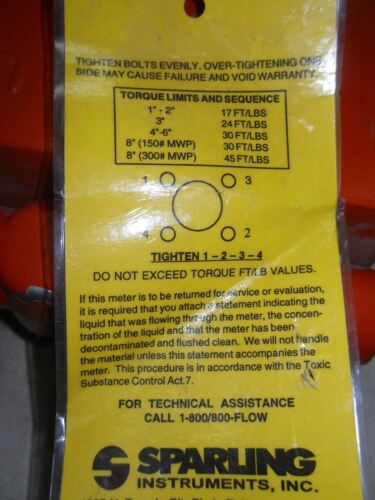 TIGHTEN BOLTS EVENLY. OVER-TIGHTENING ONE
SIDE MAY CAUSE FAILURE AND VOID WARRANTY.
TORQUE LIMITS AND SEQUENCE
1" - 2" 17 FT/LBS
3" 24 FT/LBS
4"-6" 30 FT/LBS
8" (150# MWP) 30 FT/LBS
8" (300# MWP) 45 FT/LBS
1 3
4 2
TIGHTEN 1 – 2 – 3 – 4
DO NOT EXCEED TORQUE FT/LB VALUES.
If this meter is to be returned for service or evaluation,
it is required that you attach a statement indicating the
liquid that was flowing through the meter, the concen-
tration of the liquid and that the meter has been
decontaminated and flushed clean. We will not handle
the material unless this statement accompanies the
meter. This procedure is in accordance with the Toxic
Substance Control Act.7.
FOR TECHNICAL ASSISTANCE
CALL 1-800/800-FLOW
SPARLING
INSTRUMENTS, INC.